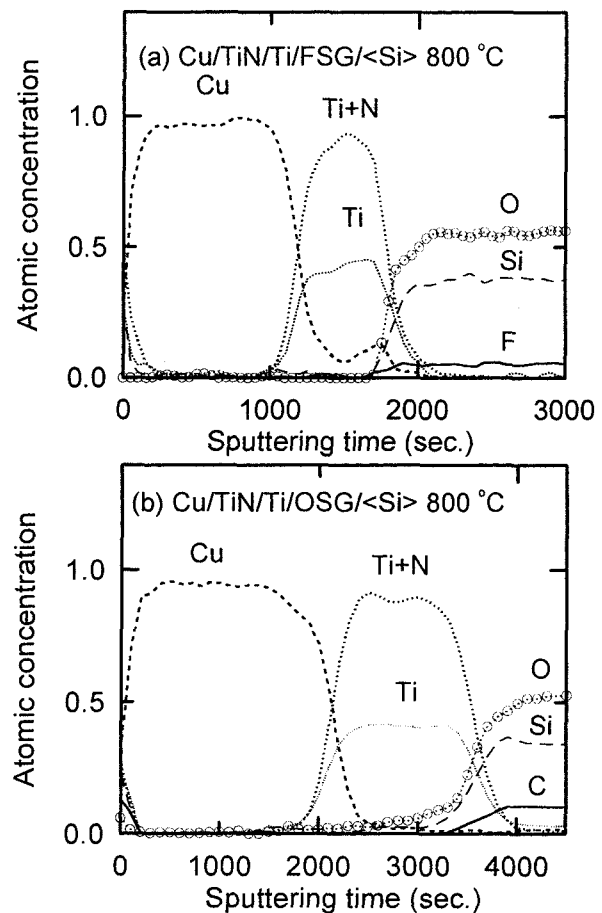 (a) Cu/TiN/Ti/FSG/<Si> 800 °C
Cu
Ti+N
1.0
Ti
O
Si
0.5
F
0.0
0 1000 2000 3000
Atomic concentration
Sputtering time (sec.)
(b) Cu/TiN/Ti/OSG/<Si> 800 °C
Cu
Ti+N
1.0
Ti
O
Si
0.5
C
0.0
0 1000 2000 3000 4000
Atomic concentration
Sputtering time (sec.)